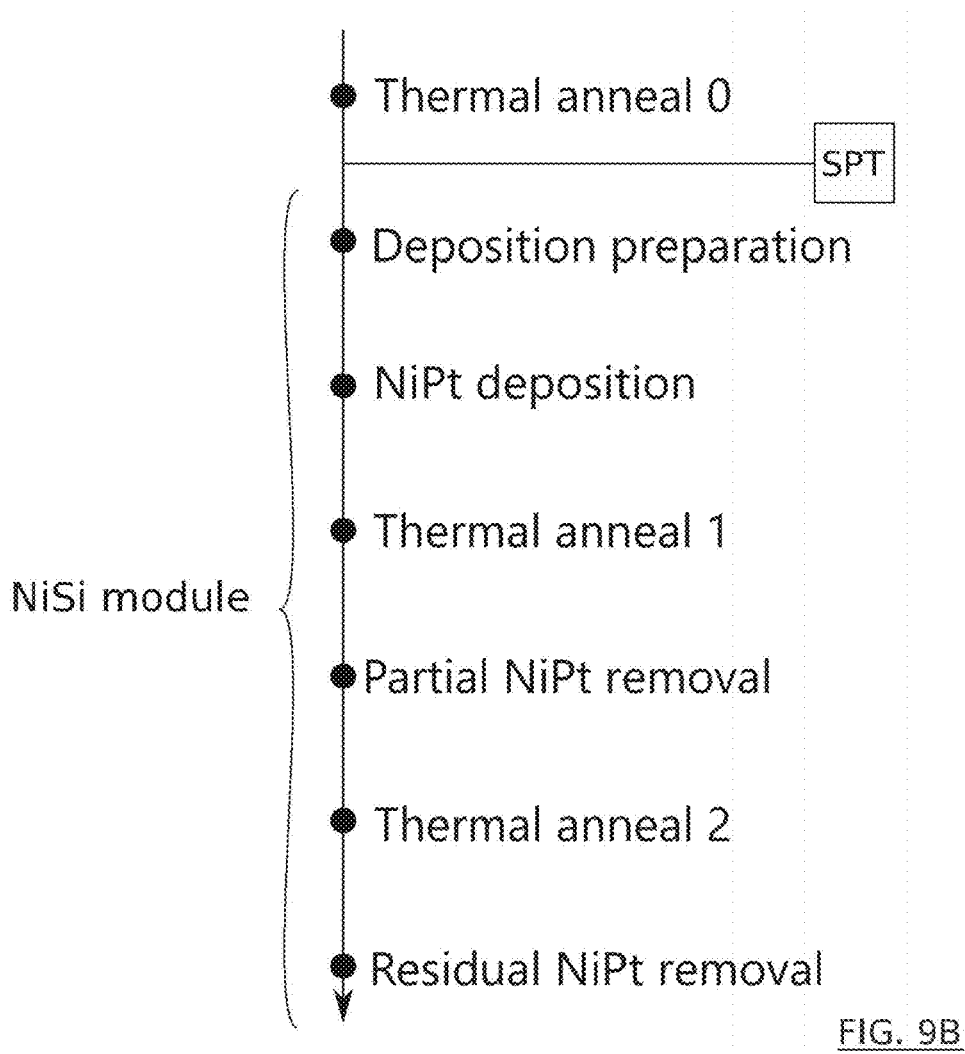 Thermal anneal 0
SPT
Deposition preparation
NiPt deposition
Thermal anneal 1
NiSi module
Partial NiPt removal
Thermal anneal 2
Residual NiPt removal
FIG. 9B